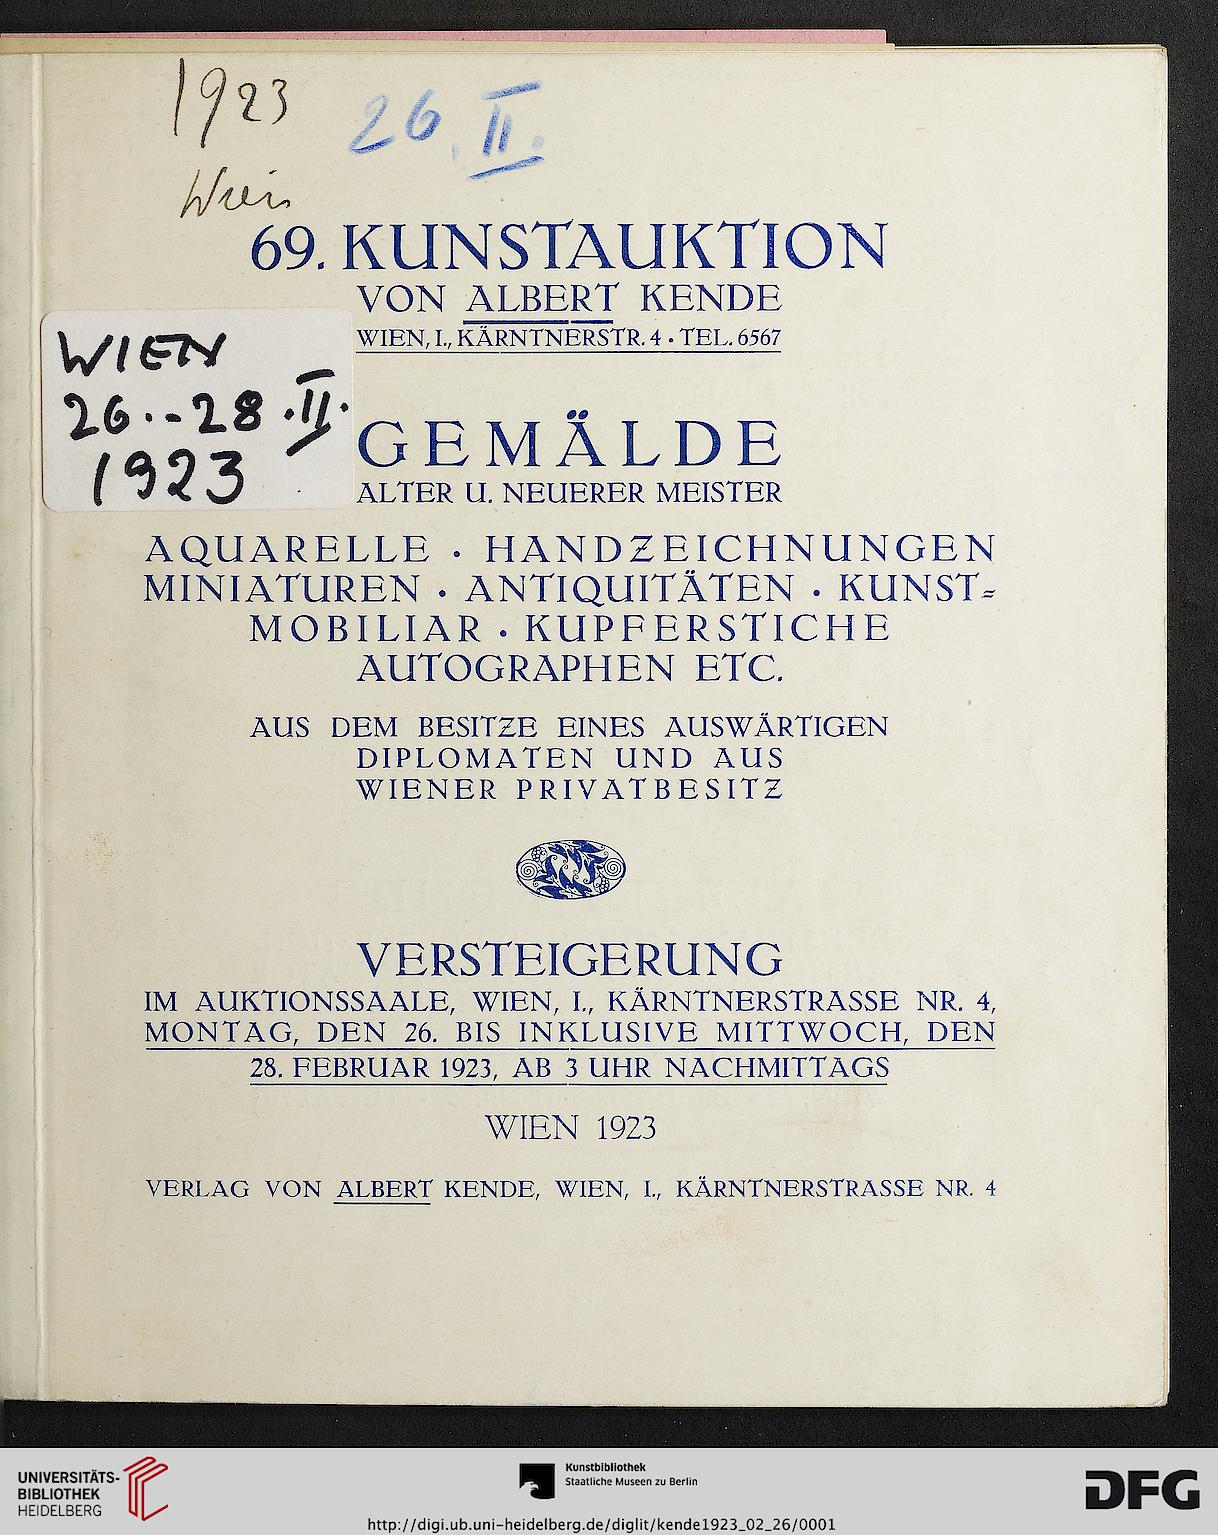 1923
26. II.
Wien
69. KUNSTAUKTION
VON ALBERT KENDE
WIEN, I., KÄRNTNERSTR. 4 • TEL. 6567
WIEN
26.-28.II.
1923
GEMÄLDE
ALTER U. NEUERER MEISTER
AQUARELLE • HANDZEICHNUNGEN
MINIATUREN • ANTIQUITÄTEN • KUNST-
MOBILIAR • KUPFERSTICHE
AUTOGRAPHEN ETC.
AUS DEM BESITZE EINES AUSWÄRTIGEN
DIPLOMATEN UND AUS
WIENER PRIVATBESITZ
VERSTEIGERUNG
IM AUKTIONSSAALE, WIEN, I., KÄRNTNERSTRASSE NR. 4,
MONTAG, DEN 26. BIS INKLUSIVE MITTWOCH, DEN
28. FEBRUAR 1923, AB 3 UHR NACHMITTAGS
WIEN 1923
VERLAG VON ALBERT KENDE, WIEN, I., KÄRNTNERSTRASSE NR. 4
UNIVERSITÄTS-
BIBLIOTHEK
HEIDELBERG
Kunstbibliothek
Staatliche Museen zu Berlin
DFG
http://digi.ub.uni-heidelberg.de/diglit/kende1923_02_26/0001